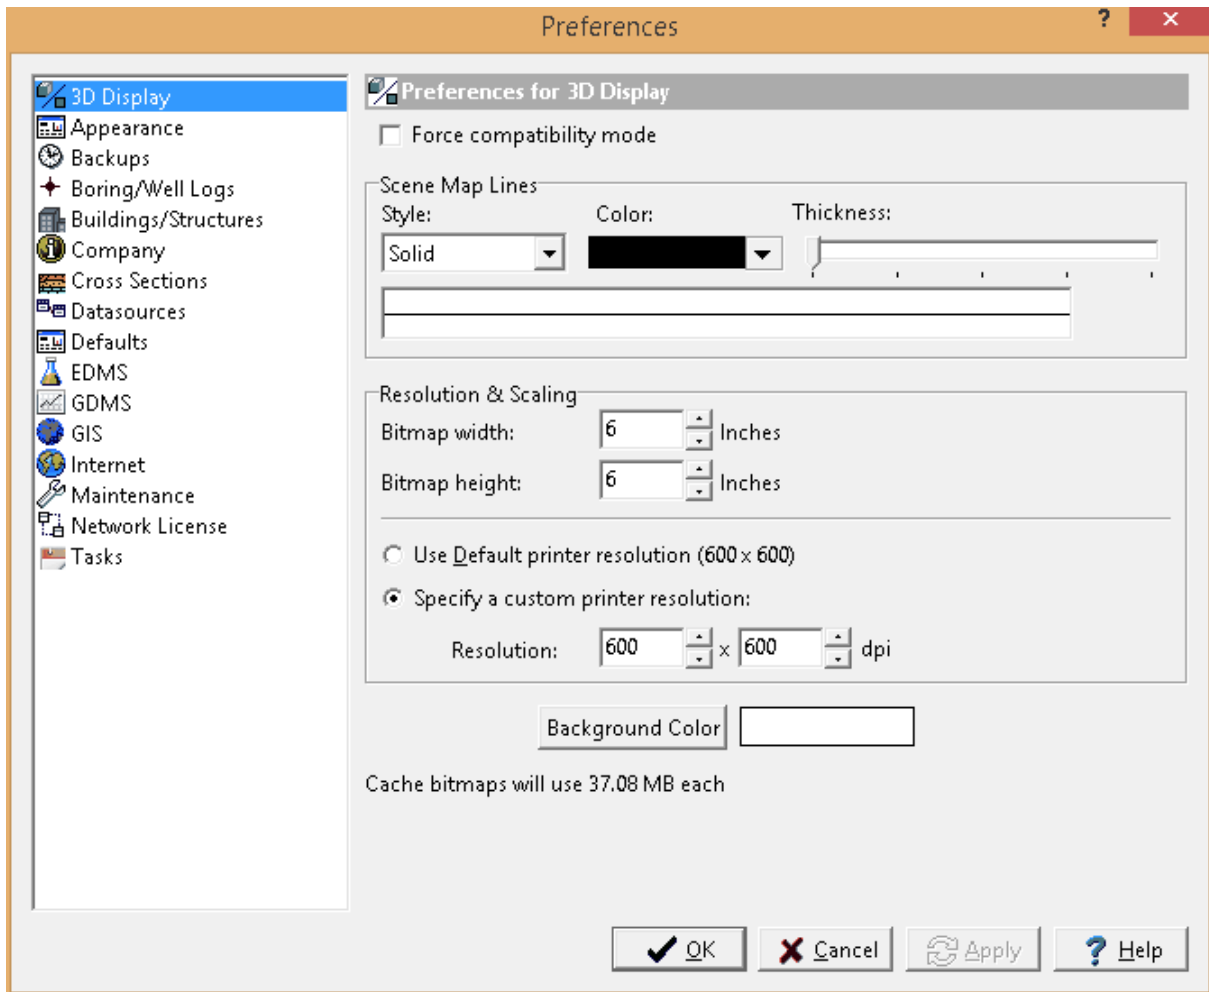 Preferences
?
3D Display
Appearance
Backups
Boring/Well Logs
Buildings/Structures
Company
Cross Sections
Datasources
Defaults
EDMS
GDMS
GIS
Internet
Maintenance
Network License
Tasks
Preferences for 3D Display
Force compatibility mode
Scene Map Lines
Style: Color: Thickness:
Solid
Resolution & Scaling
Bitmap width: 6 Inches
Bitmap height: 6 Inches
Use Default printer resolution (600 x 600)
Specify a custom printer resolution:
Resolution: 600 x 600 dpi
Background Color
Cache bitmaps will use 37.08 MB each
OK Cancel Apply Help